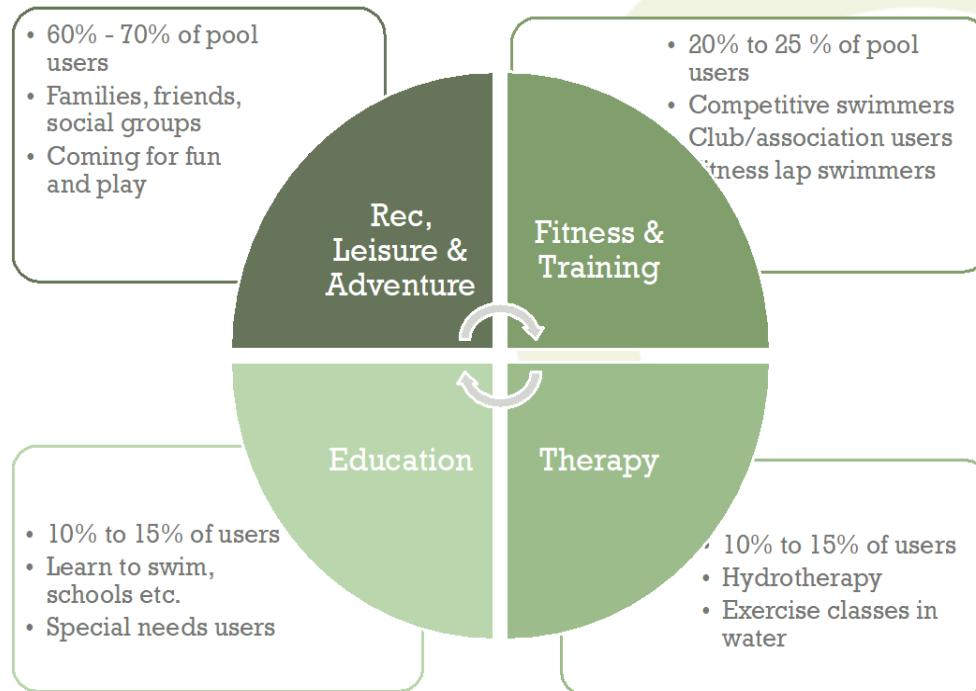 60% - 70% of pool
users
Families, friends,
social groups
Coming for fun
and play
20% to 25 % of pool
users
Competitive swimmers
Club/association users
itness lap swimmers
Rec,
Leisure &
Adventure
Fitness &
Training
Education
Therapy
10% to 15% of users
Learn to swim,
schools etc.
Special needs users
10% to 15% of users
Hydrotherapy
Exercise classes in
water